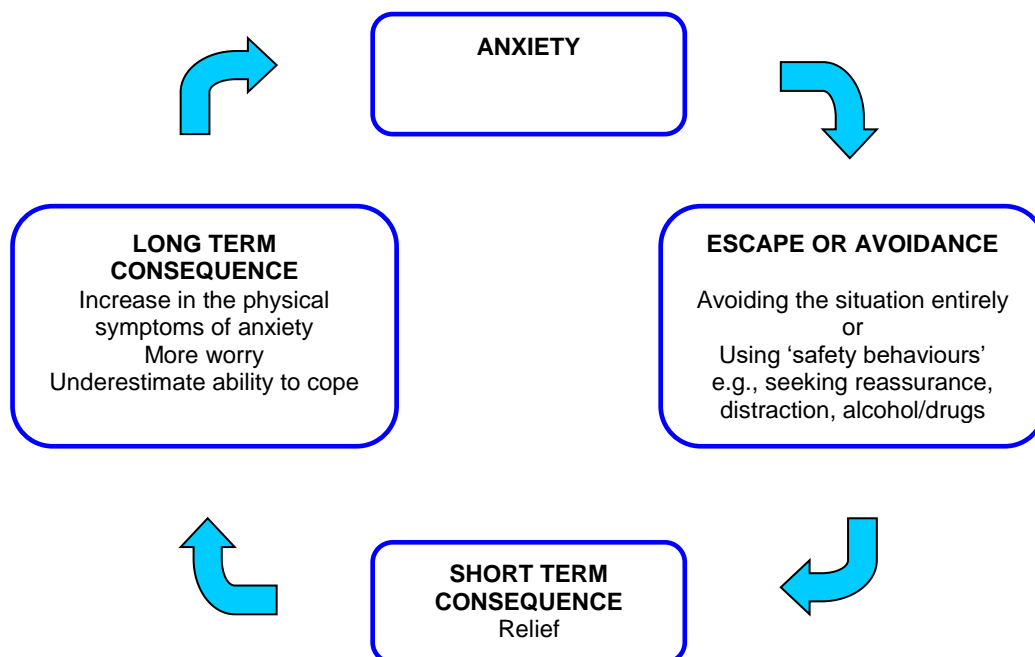 ANXIETY
ESCAPE OR AVOIDANCE
Avoiding the situation entirely
or
Using ‘safety behaviours’
e.g., seeking reassurance,
distraction, alcohol/drugs
SHORT TERM
CONSEQUENCE
Relief
LONG TERM
CONSEQUENCE
Increase in the physical
symptoms of anxiety
More worry
Underestimate ability to cope